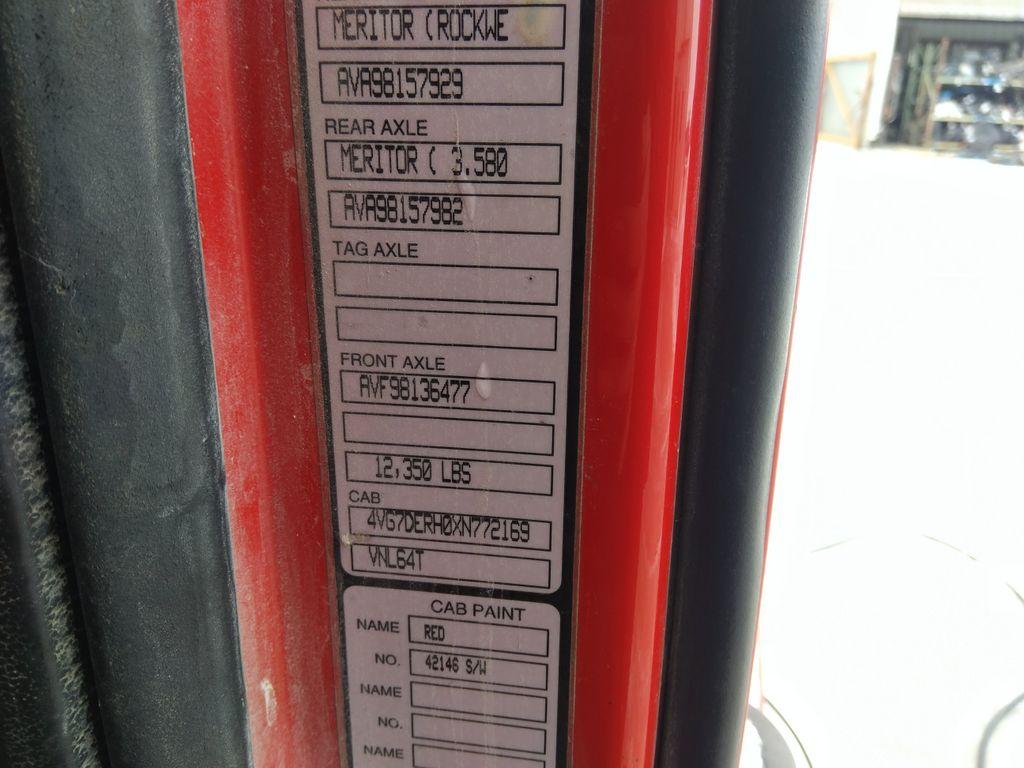 MERITOR (ROCKWE
AVA98157929
REAR AXLE
MERITOR ( 3.580
AVA98157982
TAG AXLE
FRONT AXLE
AVF98136477
12,350 LBS
CAB
4VG7DERH0XN772169
VNL64T
CAB PAINT
NAME RED
NO. 42146 S/W
NAME
NO.
NAME